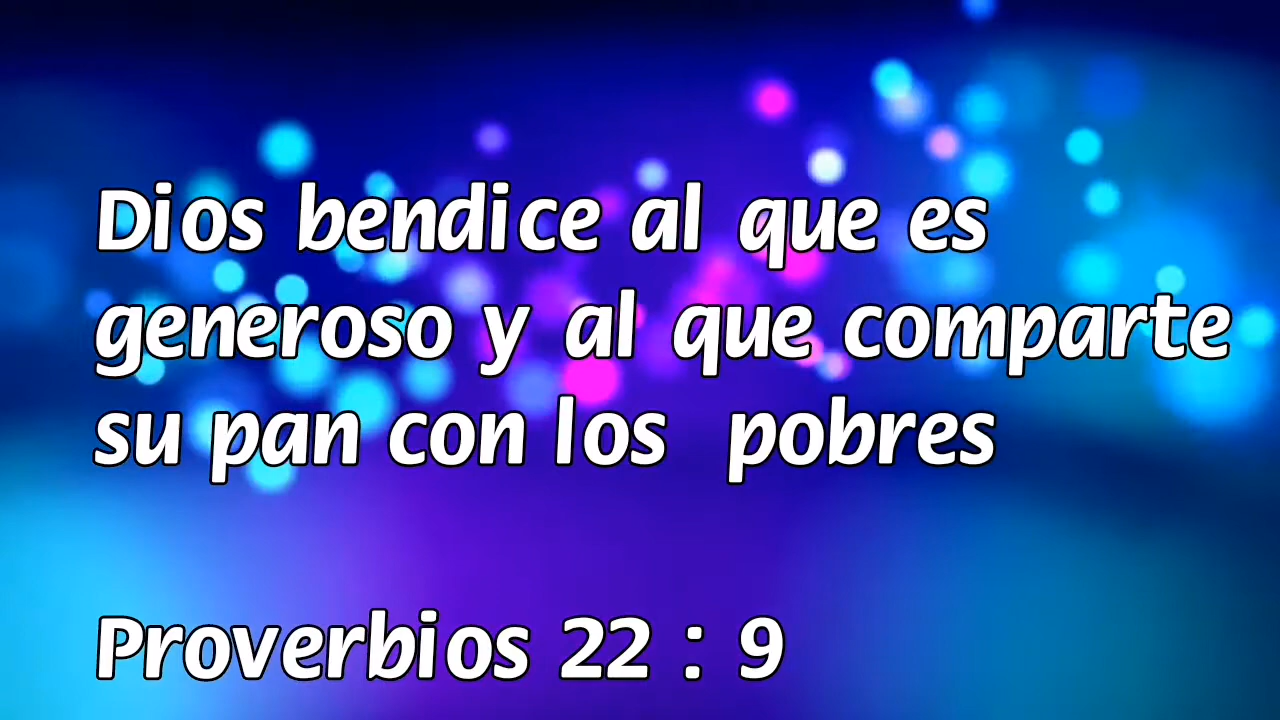 Dios bendice al que es
generoso y al que comparte
su pan con los pobres
Proverbios 22 : 9